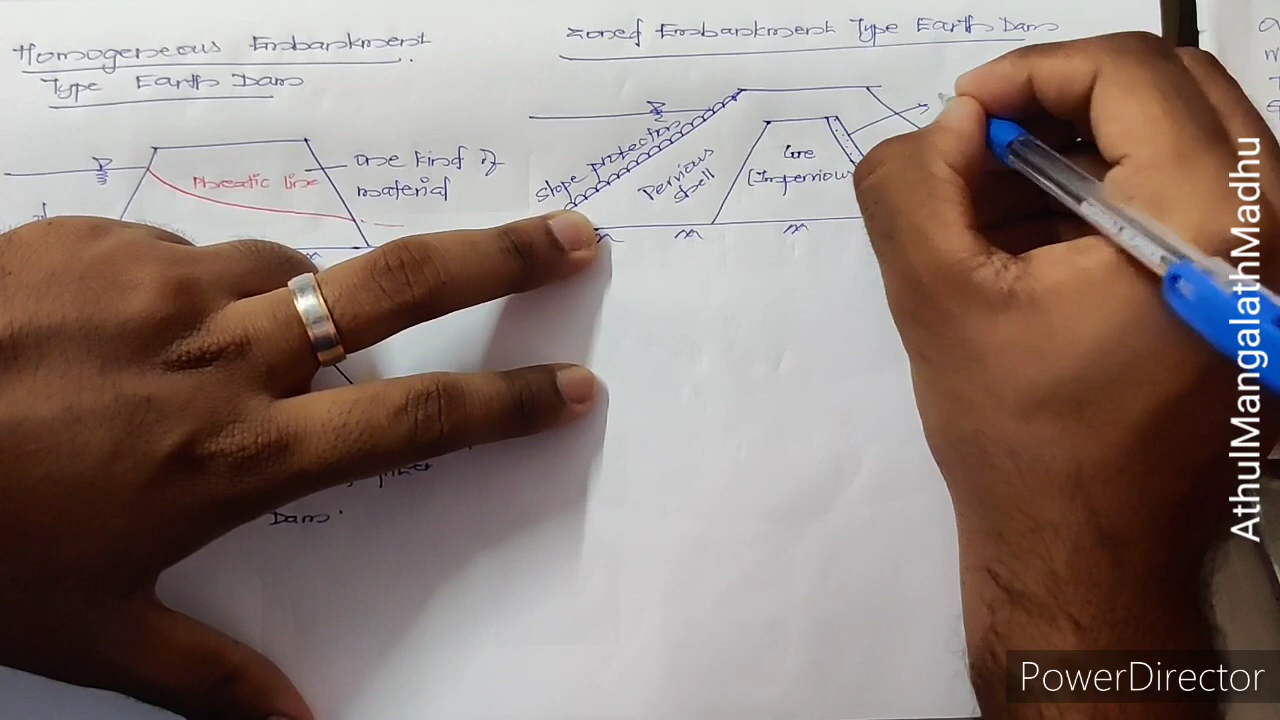 Homogeneous Embankment
Type Earth Dam
Zoned Embankment Type Earth Dam
Phreatic line
one kind of
material
slope protection
Pervious
shell
Core
(Impervious
Dams.
AthulMangalathMadhu
PowerDirector